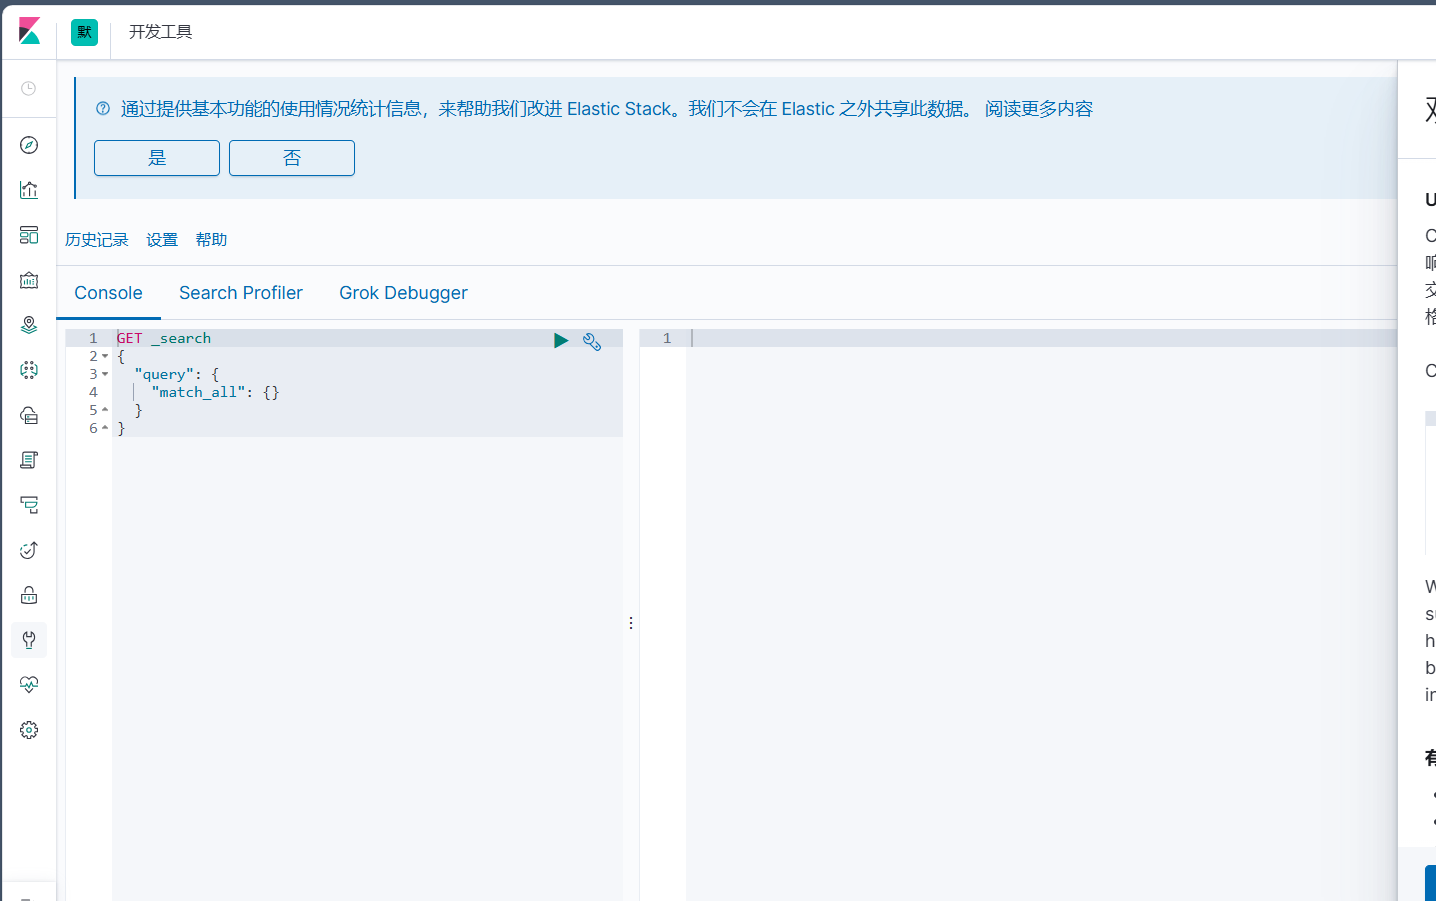 默 开发工具
通过提供基本功能的使用情况统计信息，来帮助我们改进 Elastic Stack。我们不会在 Elastic 之外共享此数据。 阅读更多内容
是 否
历史记录 设置 帮助
Console Search Profiler Grok Debugger
1 GET _search
2 {
3 "query": {
4 "match_all": {}
5 }
6 }
1